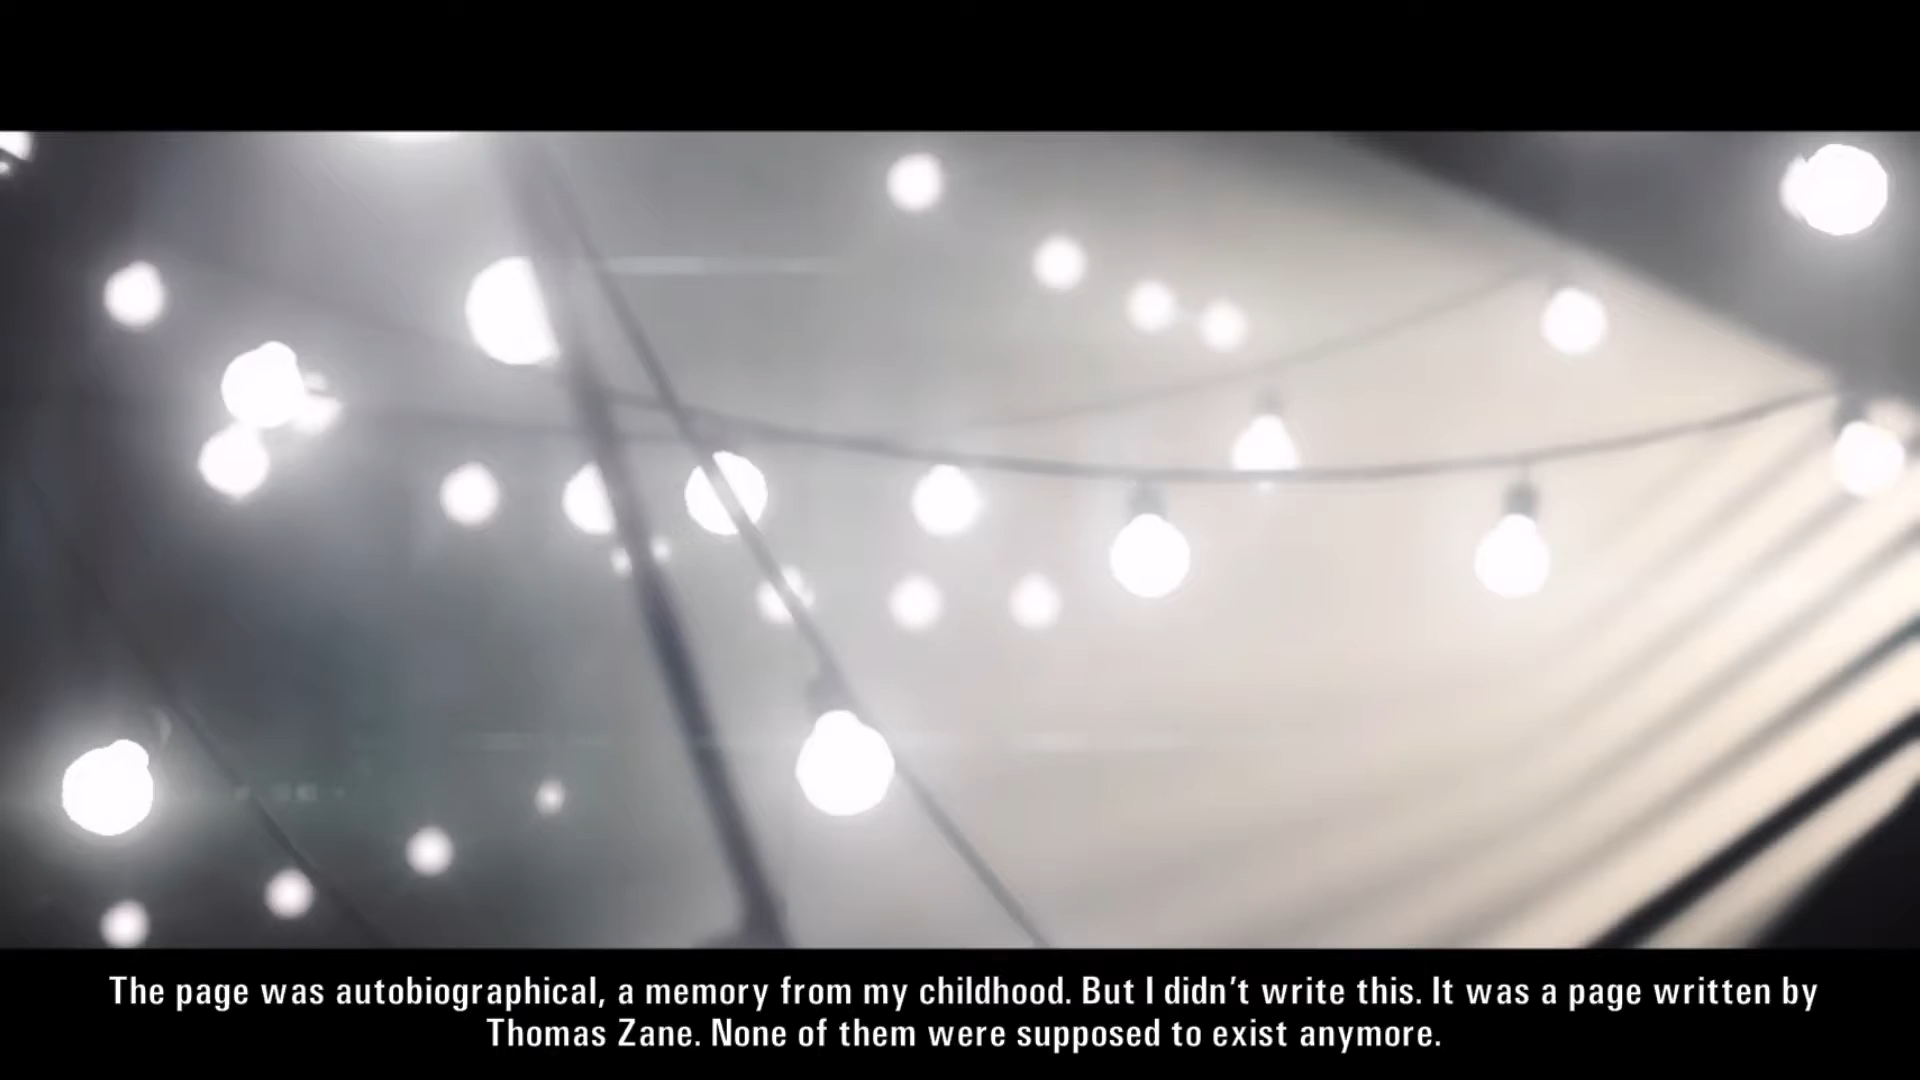 The page was autobiographical, a memory from my childhood. But I didn't write this. It was a page written by
Thomas Zane. None of them were supposed to exist anymore.